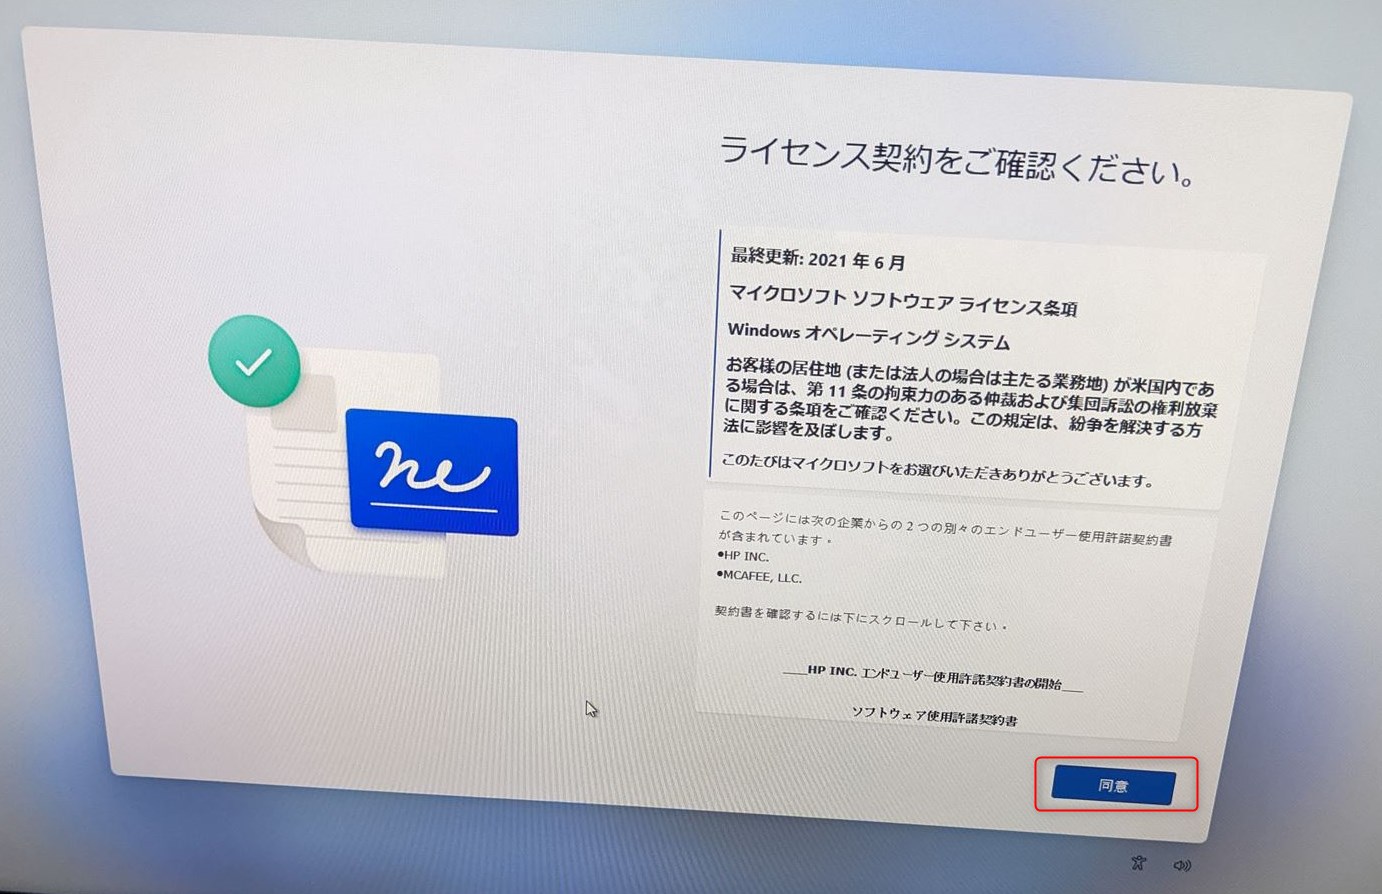 ライセンス契約をご確認ください。
最終更新: 2021 年 6 月
マイクロソフト ソフトウェア ライセンス条項
Windows オペレーティング システム
お客様の居住地 (または法人の場合は主たる業務地) が米国内であ
る場合は、第 11 条の拘束力のある仲裁および集団訴訟の権利放棄
に関する条項をご確認ください。この規定は、紛争を解決する方
法に影響を及ぼします。
このたびはマイクロソフトをお選びいただきありがとうございます。
このページには次の企業からの 2 つの別々のエンドユーザー使用許諾契約書
が含まれています。
●HP INC.
●MCAFEE, LLC.
契約書を確認するには下にスクロールして下さい。
___HP INC. エンドユーザー使用許諾契約書の開始___
ソフトウェア使用許諾契約書
同意